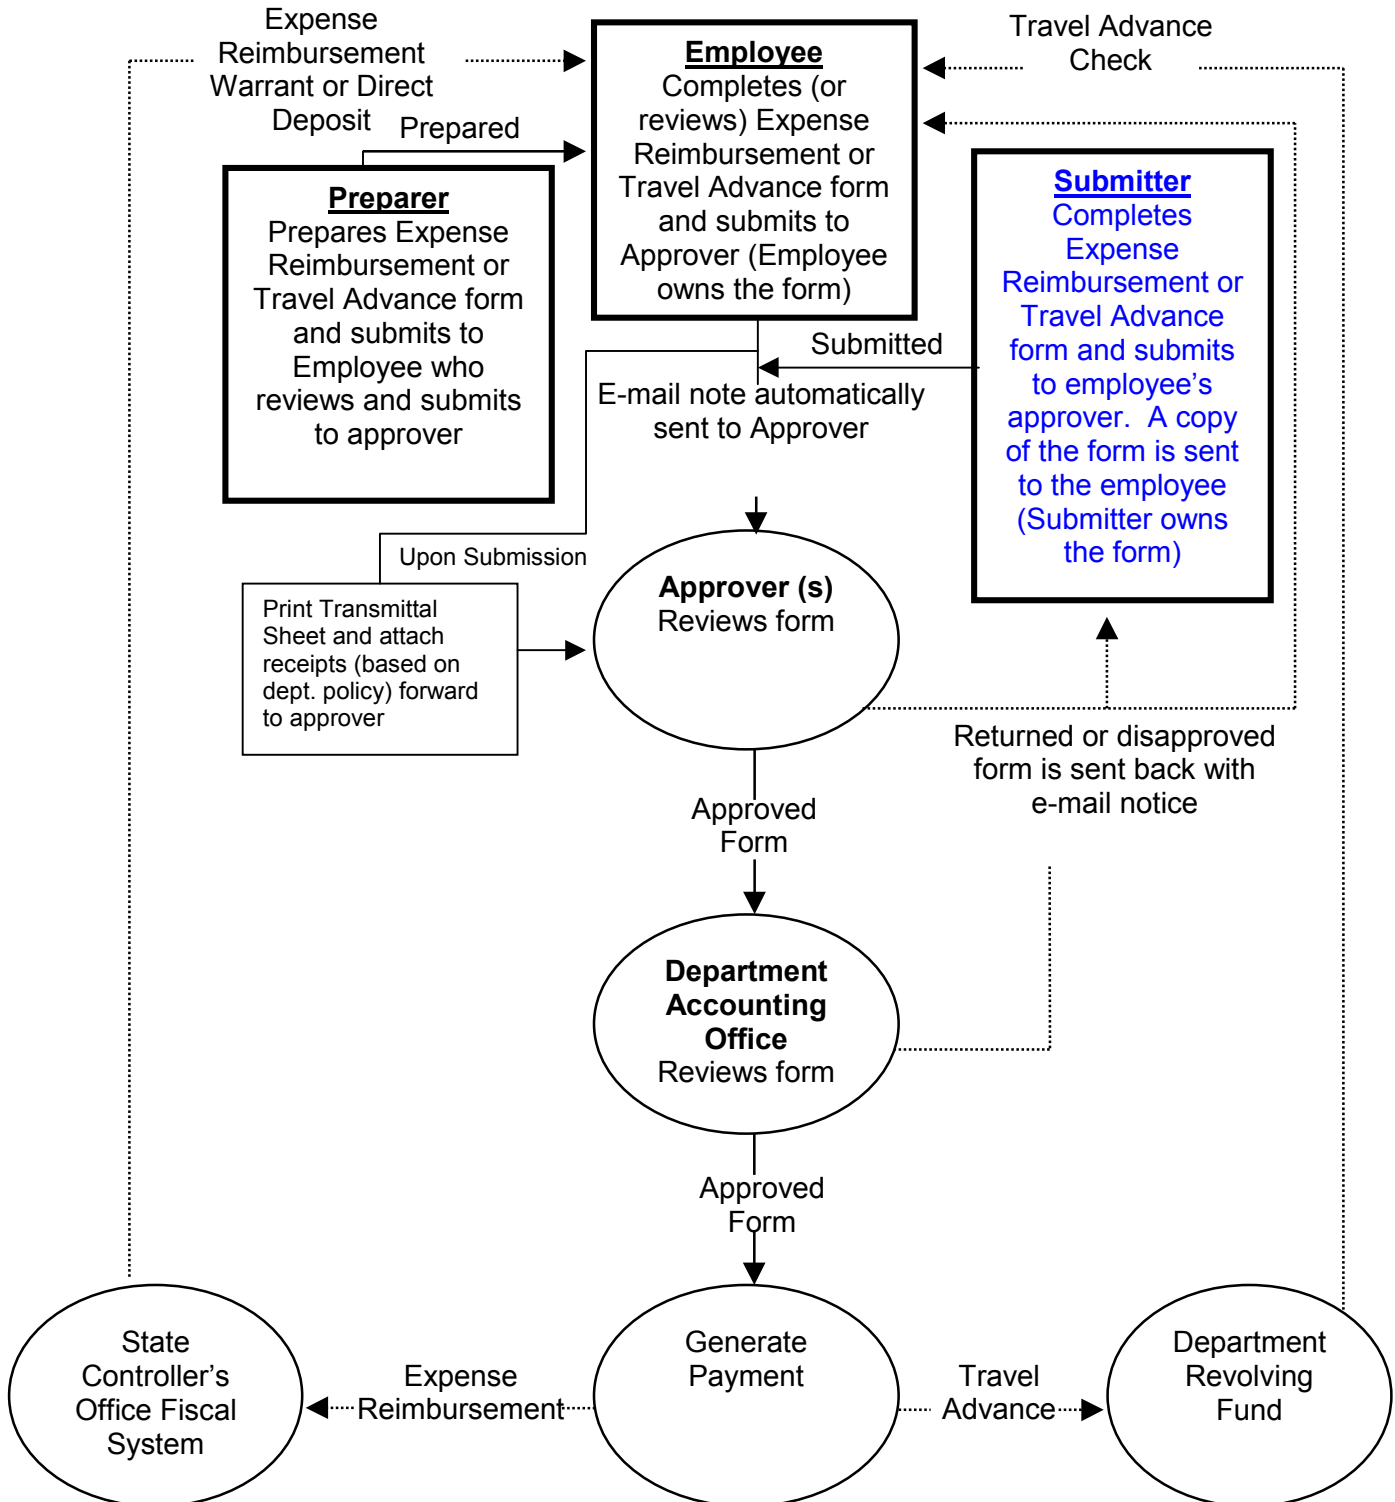 Expense
Reimbursement
Warrant or Direct
Deposit
Employee
Completes (or
reviews) Expense
Reimbursement or
Travel Advance form
and submits to
Approver (Employee
owns the form)
Travel Advance
Check
Prepared
Preparer
Prepares Expense
Reimbursement or
Travel Advance form
and submits to
Employee who
reviews and submits
to approver
Submitter
Completes
Expense
Reimbursement or
Travel Advance
form and submits
to employee’s
approver.  A copy
of the form is sent
to the employee
(Submitter owns
the form)
Submitted
E-mail note automatically
sent to Approver
Upon Submission
Print Transmittal
Sheet and attach
receipts (based on
dept. policy) forward
to approver
Approver (s)
Reviews form
Returned or disapproved
form is sent back with
e-mail notice
Approved
Form
Department
Accounting
Office
Reviews form
Approved
Form
State
Controller’s
Office Fiscal
System
Expense
Reimbursement
Generate
Payment
Travel
Advance
Department
Revolving
Fund